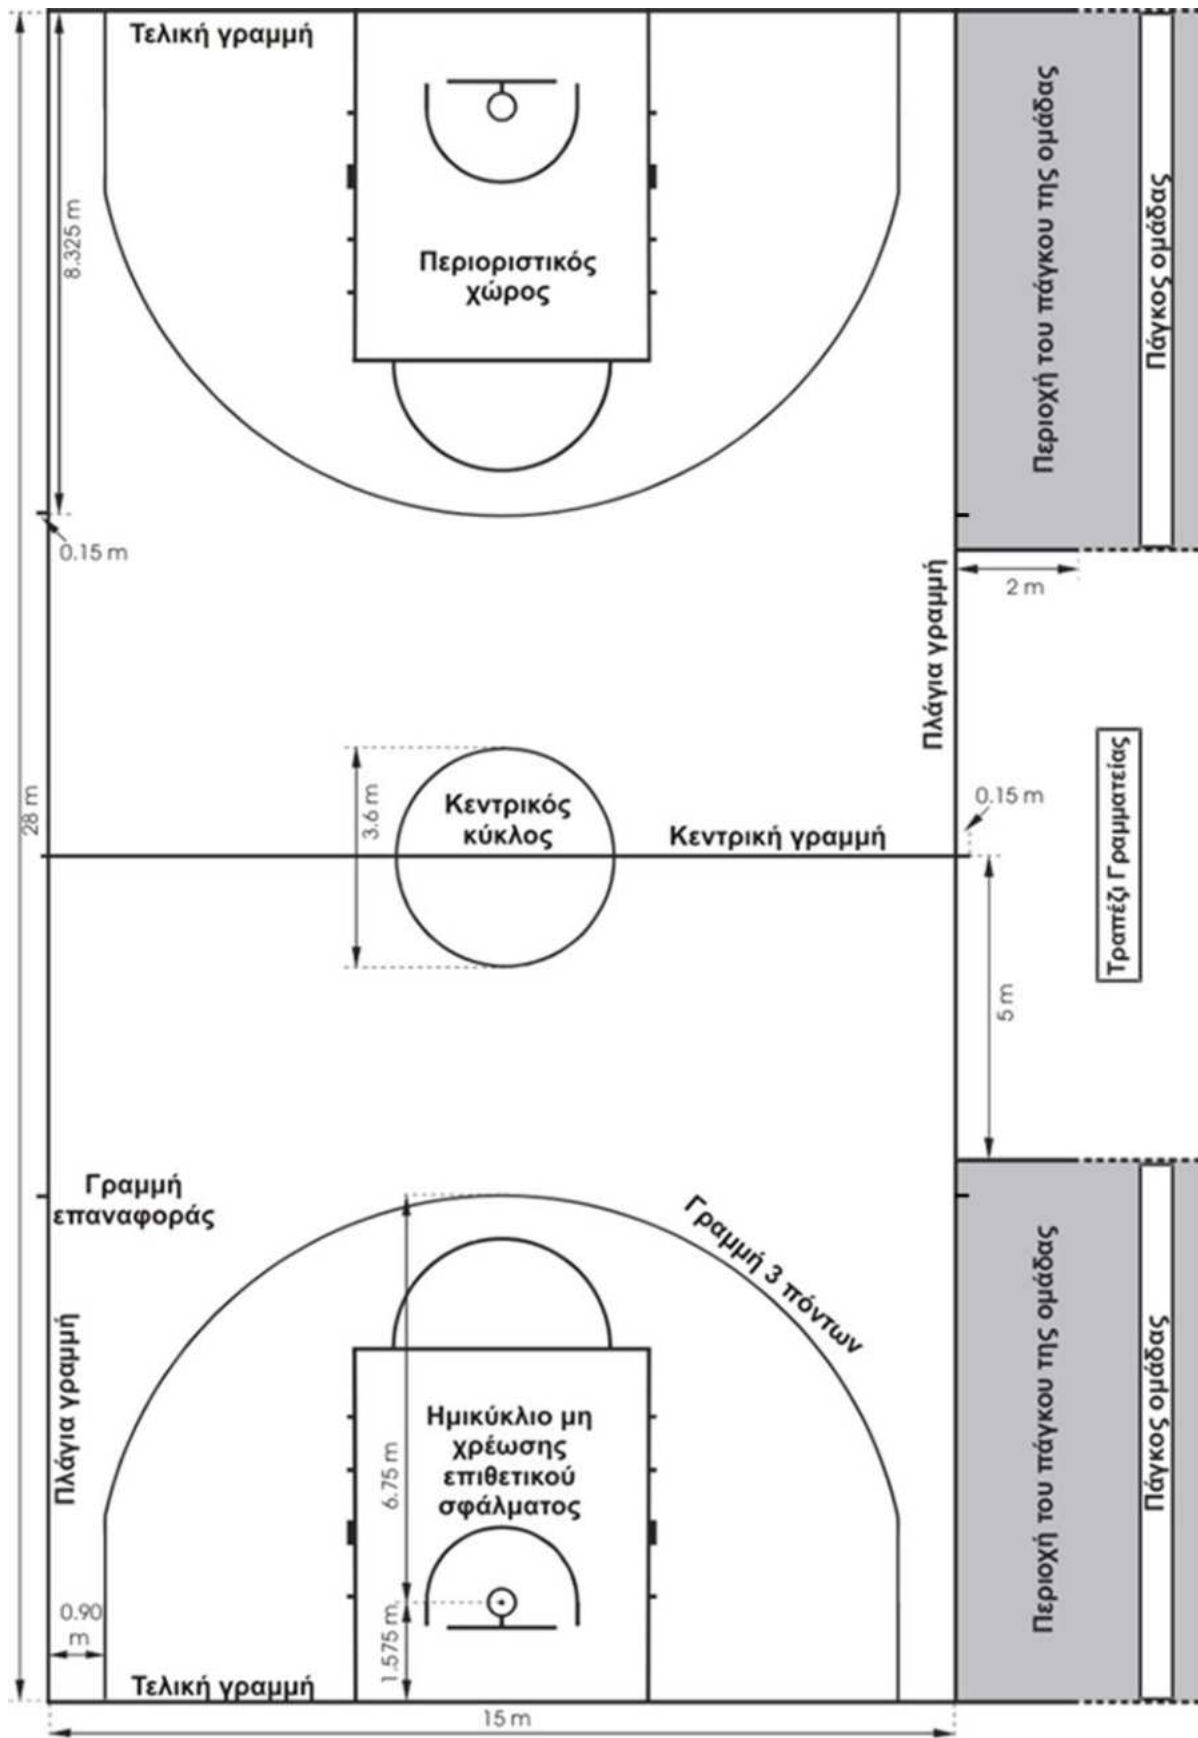 Τελική γραμμή
8.325 m
Περιοριστικός
χώρος
Περιοχή του πάγκου της ομάδας
Πάγκος ομάδας
0.15 m
2 m
Πλάγια γραμμή
28 m
3.6 m
Κεντρικός
κύκλος
Κεντρική γραμμή
0.15 m
Τραπέζι Γραμματείας
5 m
Γραμμή
επαναφοράς
Γραμμή 3 πόντων
Πλάγια γραμμή
6.75 m
Ημικύκλιο μη
χρέωσης
επιθετικού
σφάλματος
Περιοχή του πάγκου της ομάδας
Πάγκος ομάδας
0.90
m
1.575 m
Τελική γραμμή
15 m